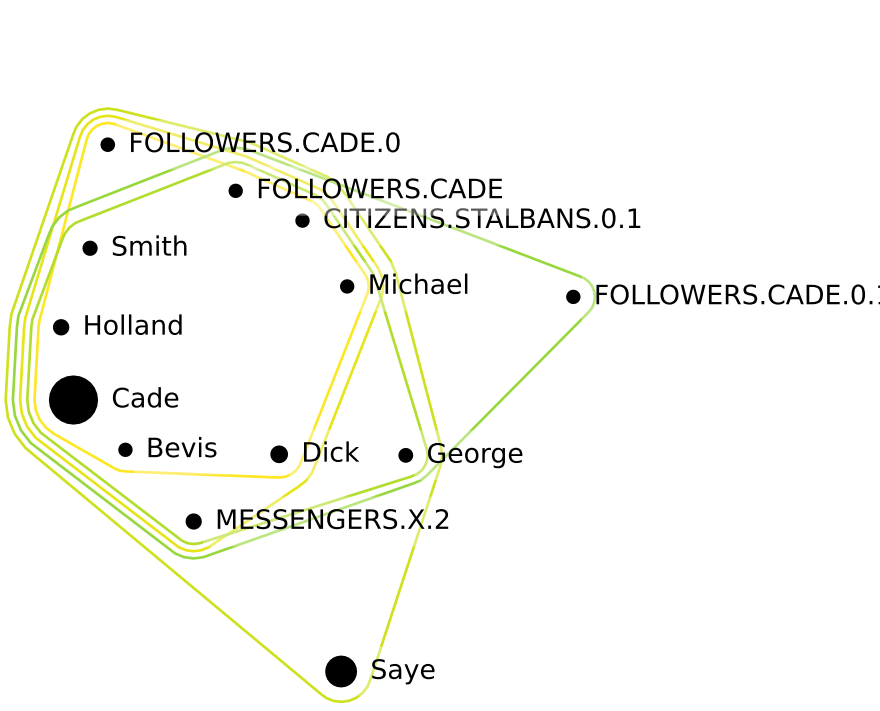 FOLLOWERS.CADE.0
FOLLOWERS.CADE
CITIZENS.STALBANS.0.1
Smith
Michael
FOLLOWERS.CADE.0.1
Holland
Cade
Bevis
Dick
George
MESSENGERS.X.2
Saye